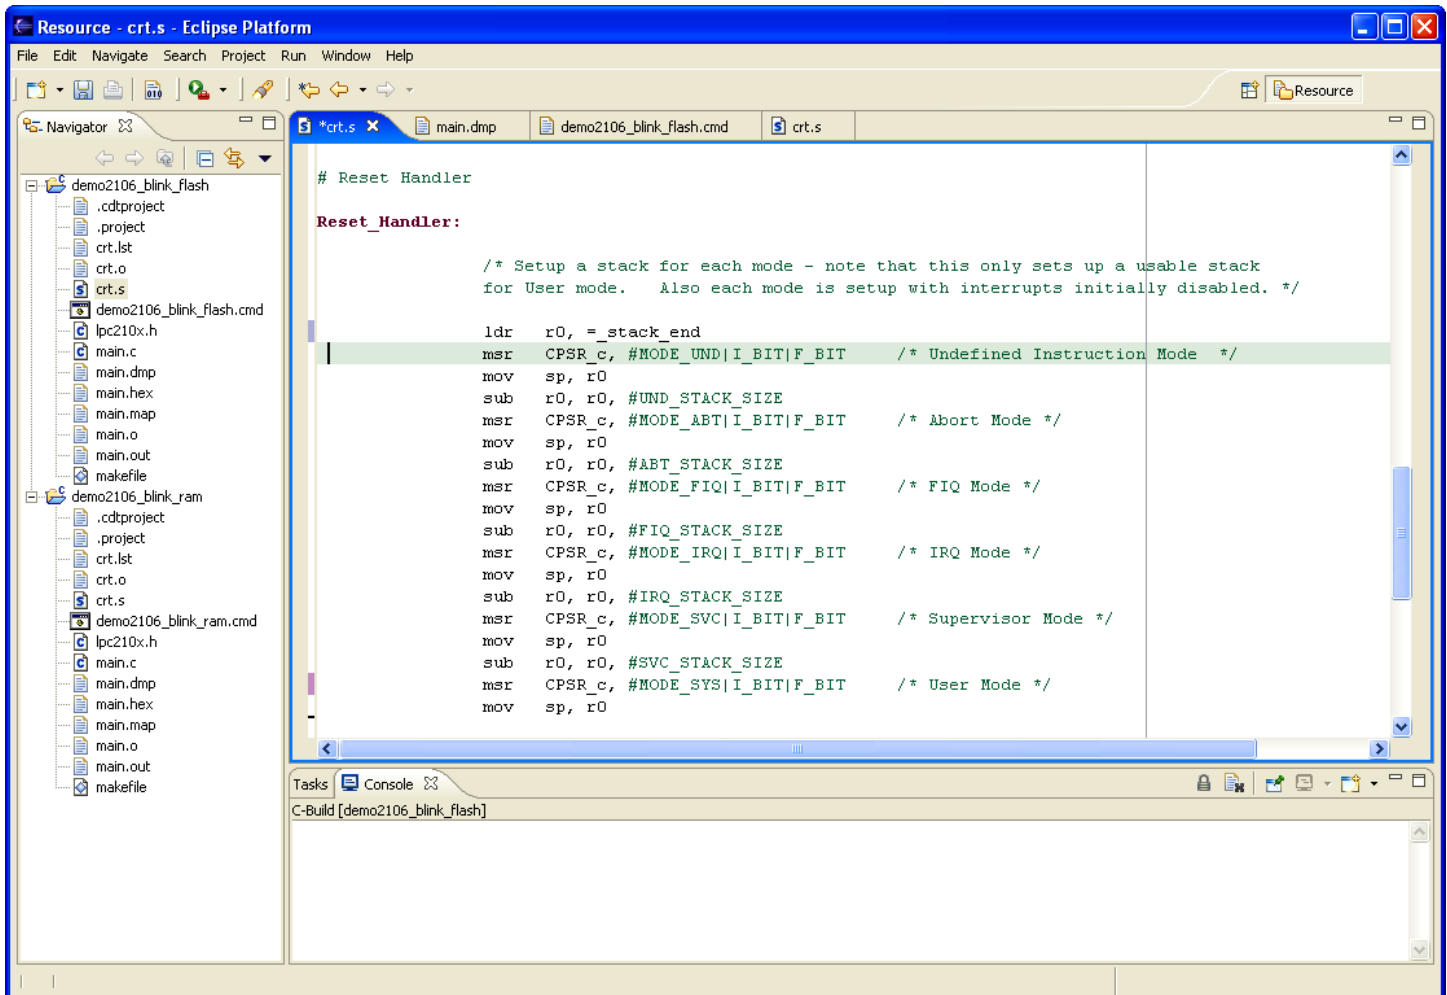 Resource - crt.s - Eclipse Platform
File Edit Navigate Search Project Run Window Help
Resource
Navigator
demo2106_blink_flash
.cdtproject
.project
crt.lst
crt.o
crt.s
demo2106_blink_flash.cmd
lpc210x.h
main.c
main.dmp
main.hex
main.map
main.o
main.out
makefile
demo2106_blink_ram
.cdtproject
.project
crt.lst
crt.o
crt.s
demo2106_blink_ram.cmd
lpc210x.h
main.c
main.dmp
main.hex
main.map
main.o
main.out
makefile
*crt.s main.dmp demo2106_blink_flash.cmd crt.s
# Reset Handler
Reset_Handler:
/* Setup a stack for each mode - note that this only sets up a usable stack
for User mode. Also each mode is setup with interrupts initially disabled. */
ldr r0, =_stack_end
msr CPSR_c, #MODE_UND|I_BIT|F_BIT /* Undefined Instruction Mode */
mov sp, r0
sub r0, r0, #UND_STACK_SIZE
msr CPSR_c, #MODE_ABT|I_BIT|F_BIT /* Abort Mode */
mov sp, r0
sub r0, r0, #ABT_STACK_SIZE
msr CPSR_c, #MODE_FIQ|I_BIT|F_BIT /* FIQ Mode */
mov sp, r0
sub r0, r0, #FIQ_STACK_SIZE
msr CPSR_c, #MODE_IRQ|I_BIT|F_BIT /* IRQ Mode */
mov sp, r0
sub r0, r0, #IRQ_STACK_SIZE
msr CPSR_c, #MODE_SVC|I_BIT|F_BIT /* Supervisor Mode */
mov sp, r0
sub r0, r0, #SVC_STACK_SIZE
msr CPSR_c, #MODE_SYS|I_BIT|F_BIT /* User Mode */
mov sp, r0
Tasks Console
C-Build [demo2106_blink_flash]